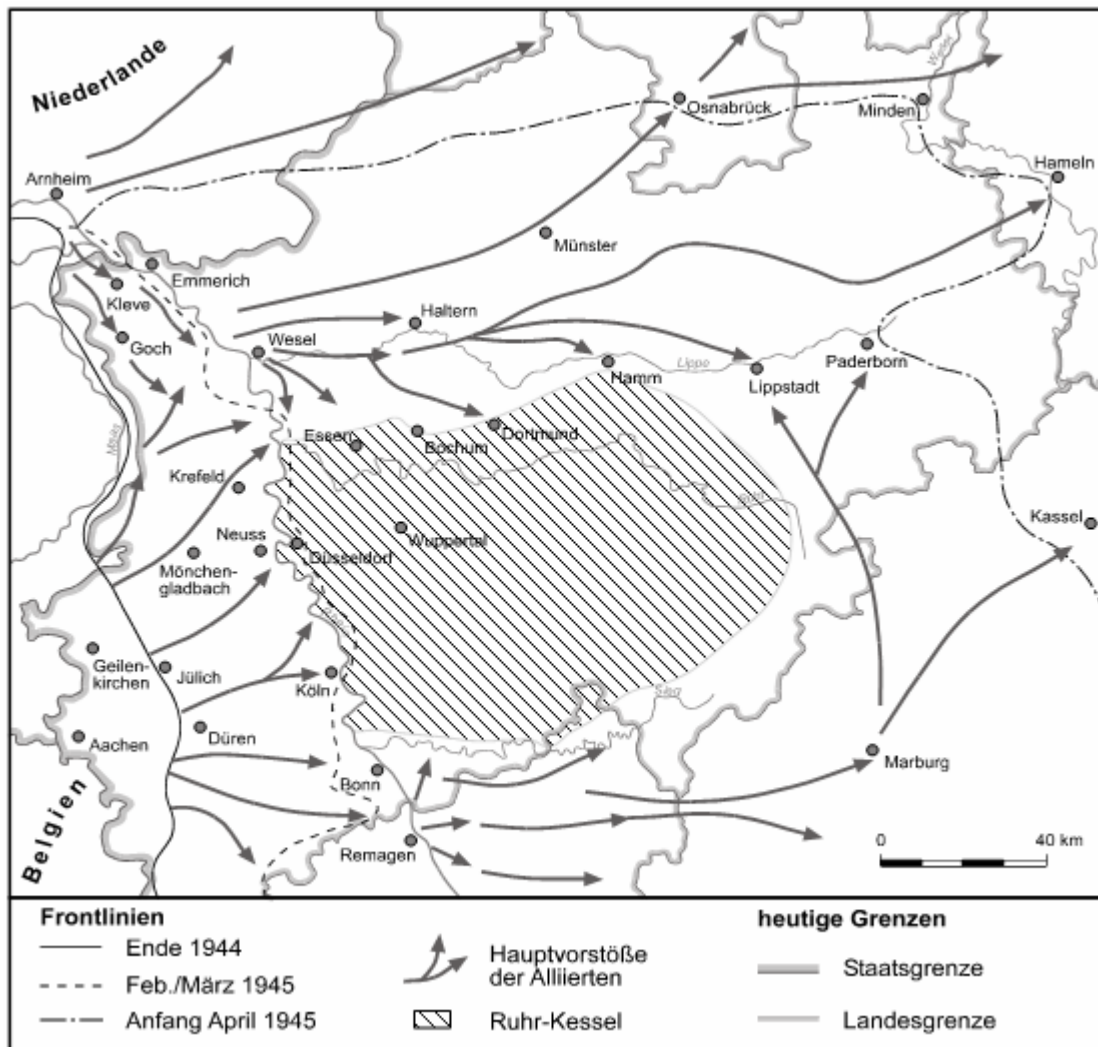 Niederlande
Weser
Osnabrück
Minden
Arnheim
Hameln
Münster
Emmerich
Kleve
Haltern
Goch
Wesel
Paderborn
Lippe
Hamm
Lippstadt
Maas
Essen
Bochum
Dortmund
Krefeld
Ruhr
Kassel
Neuss
Wuppertal
Mönchen-
gladbach
Düsseldorf
Rhein
Geilen-
kirchen
Jülich
Köln
Sieg
Aachen
Düren
Marburg
Bonn
Belgien
Remagen
0 40 km
Frontlinien
Ende 1944
Feb./März 1945
Anfang April 1945
Hauptvorstöße
der Alliierten
Ruhr-Kessel
heutige Grenzen
Staatsgrenze
Landesgrenze